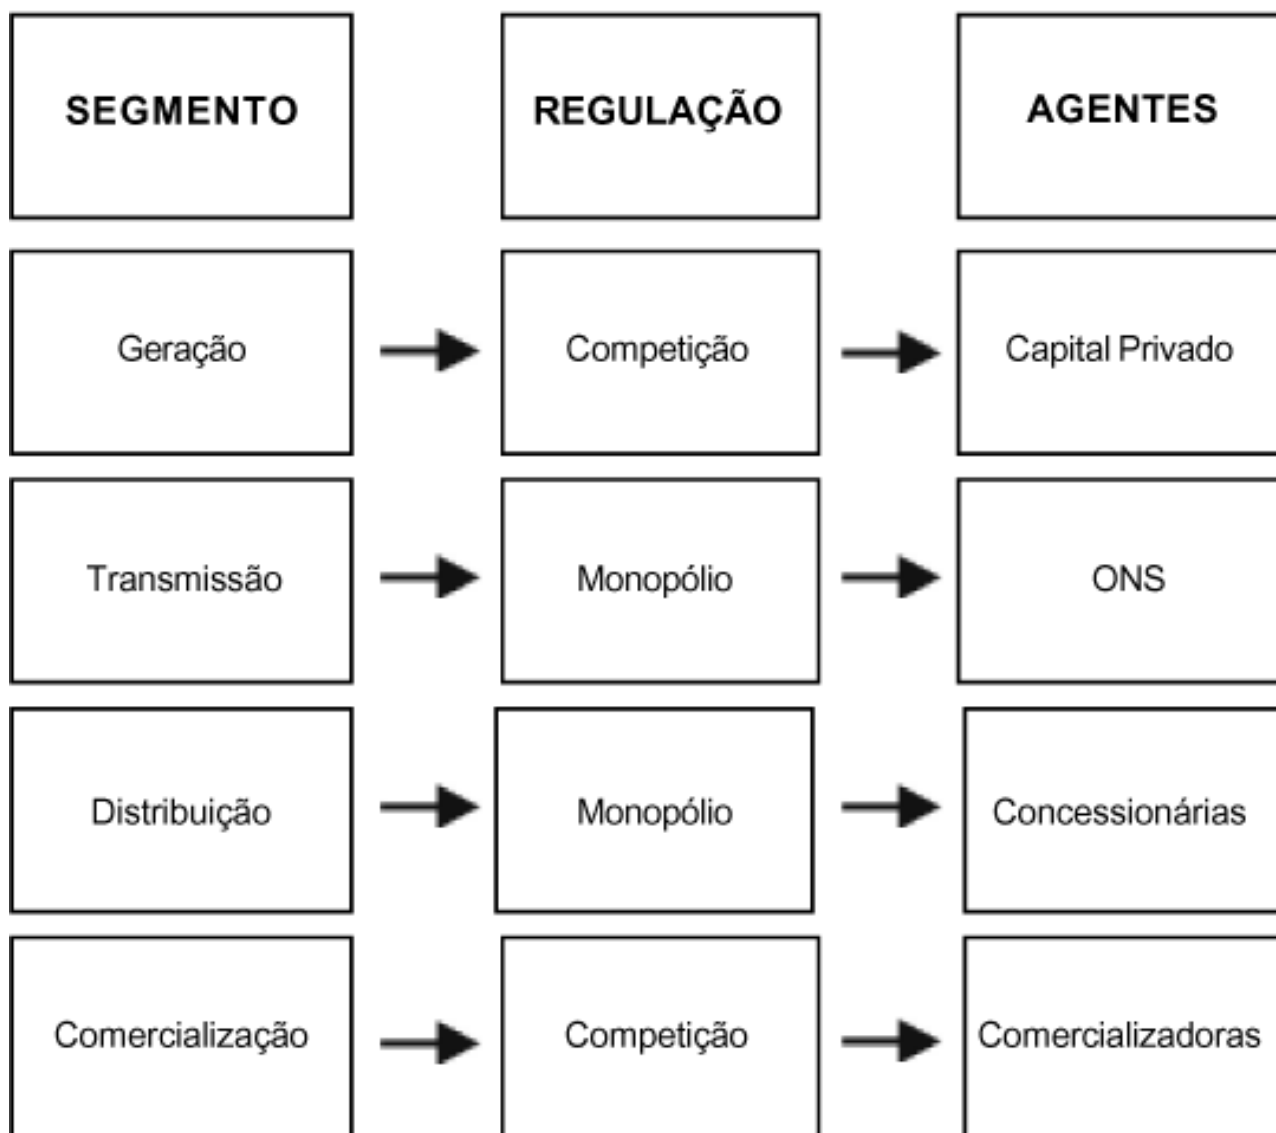 SEGMENTO
REGULAÇÃO
AGENTES
Geração
Competição
Capital Privado
Transmissão
Monopólio
ONS
Distribuição
Monopólio
Concessionárias
Comercialização
Competição
Comercializadoras